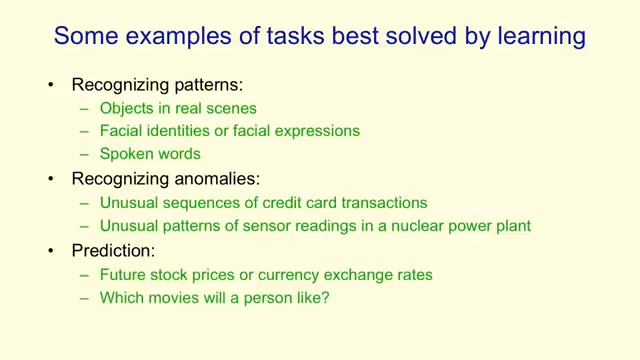 Some examples of tasks best solved by learning
• Recognizing patterns:
– Objects in real scenes
– Facial identities or facial expressions
– Spoken words
• Recognizing anomalies:
– Unusual sequences of credit card transactions
– Unusual patterns of sensor readings in a nuclear power plant
• Prediction:
– Future stock prices or currency exchange rates
– Which movies will a person like?